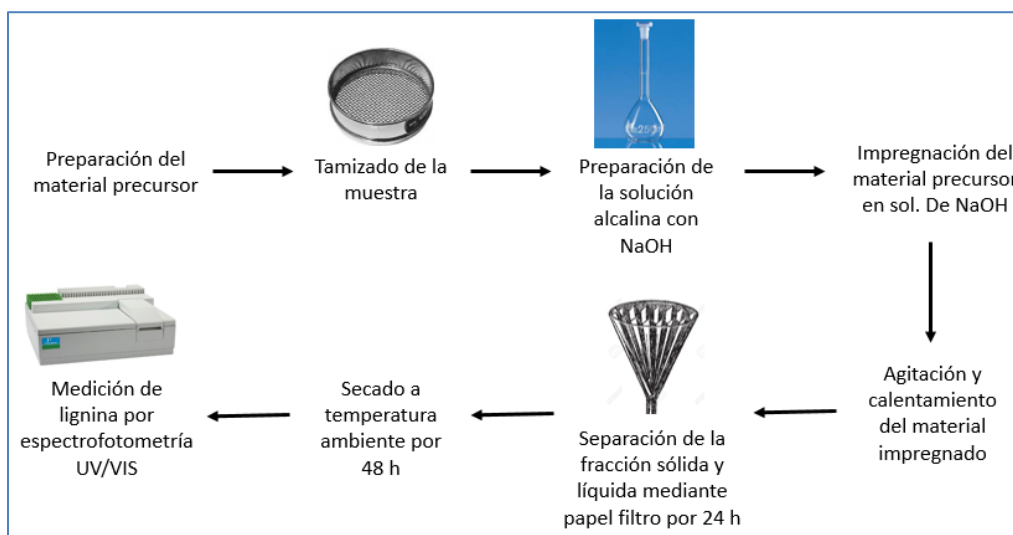 Preparación del
material precursor
Tamizado de la
muestra
Preparación de
la solución
alcalina con
NaOH
Impregnación del
material precursor
en sol. De NaOH
Agitación y
calentamiento
del material
impregnado
Separación de la
fracción sólida y
líquida mediante
papel filtro por 24 h
Secado a
temperatura
ambiente por
48 h
Medición de
lignina por
espectrofotometría
UV/VIS